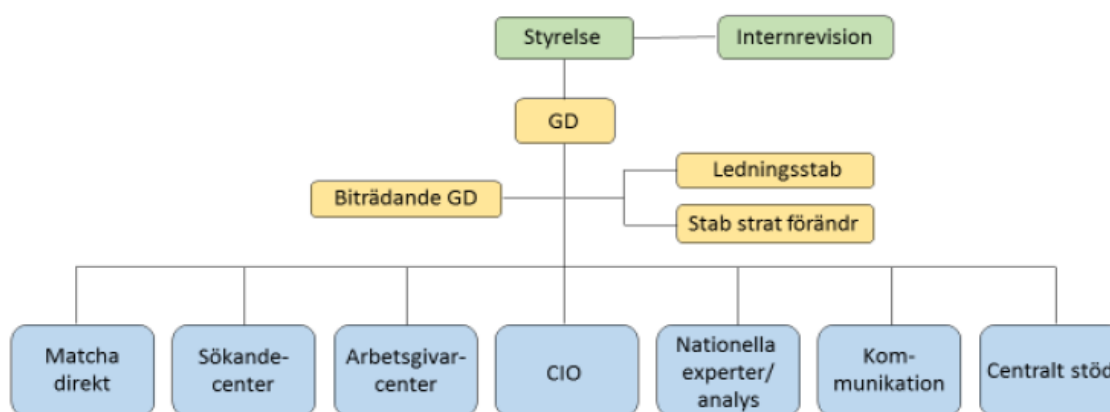 Styrelse
Internrevision
GD
Ledningsstab
Biträdande GD
Stab strat förändr
Matcha
direkt
Sökande-
center
Arbetsgivar-
center
CIO
Nationella
experter/
analys
Kom-
munikation
Centralt stöd